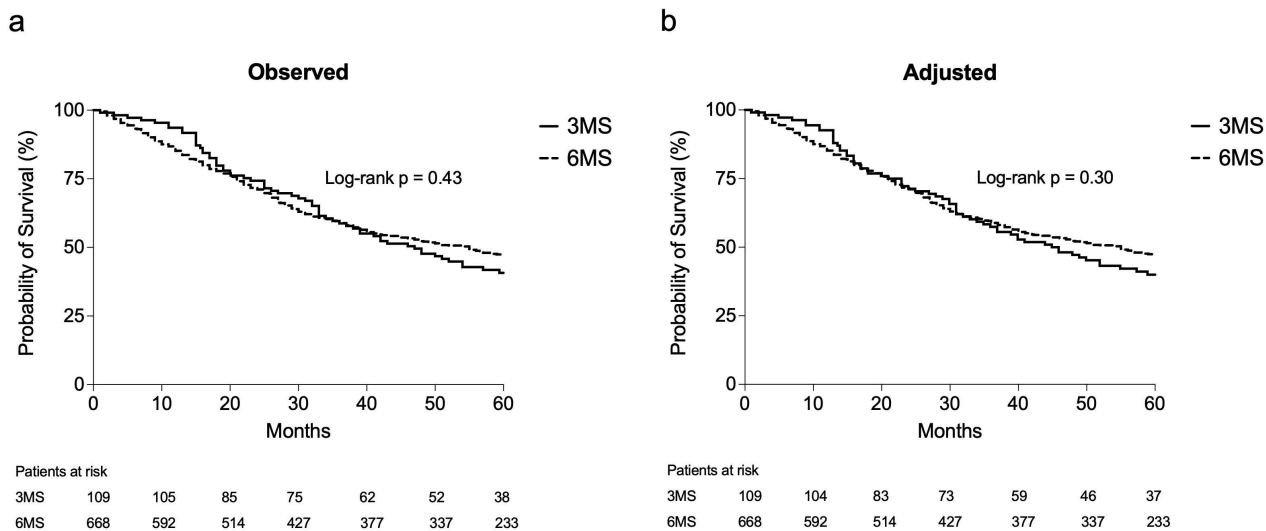 a
Observed
Probability of Survival (%)
100
75
50
25
0
0 10 20 30 40 50 60
Months
3MS
6MS
Log-rank p = 0.43
Patients at risk
3MS 109 105 85 75 62 52 38
6MS 668 592 514 427 377 337 233
b
Adjusted
Probability of Survival (%)
100
75
50
25
0
0 10 20 30 40 50 60
Months
3MS
6MS
Log-rank p = 0.30
Patients at risk
3MS 109 104 83 73 59 46 37
6MS 668 592 514 427 377 337 233